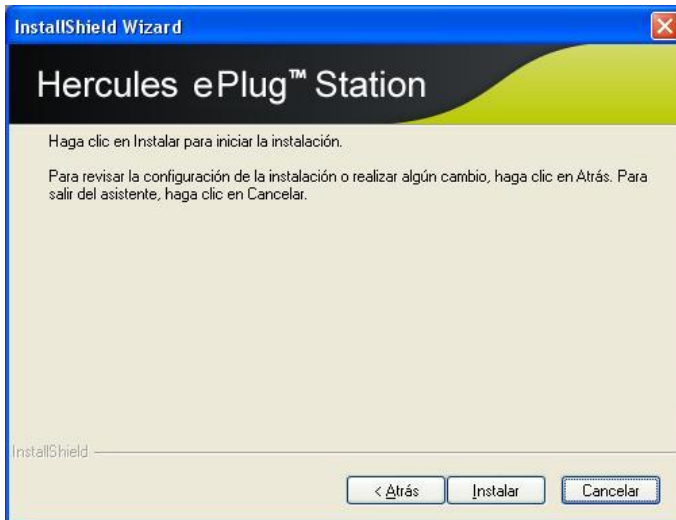 InstallShield Wizard
Hercules ePlug™ Station
Haga clic en Instalar para iniciar la instalación.
Para revisar la configuración de la instalación o realizar algún cambio, haga clic en Atrás. Para
salir del asistente, haga clic en Cancelar.
InstallShield
< Atrás
Instalar
Cancelar